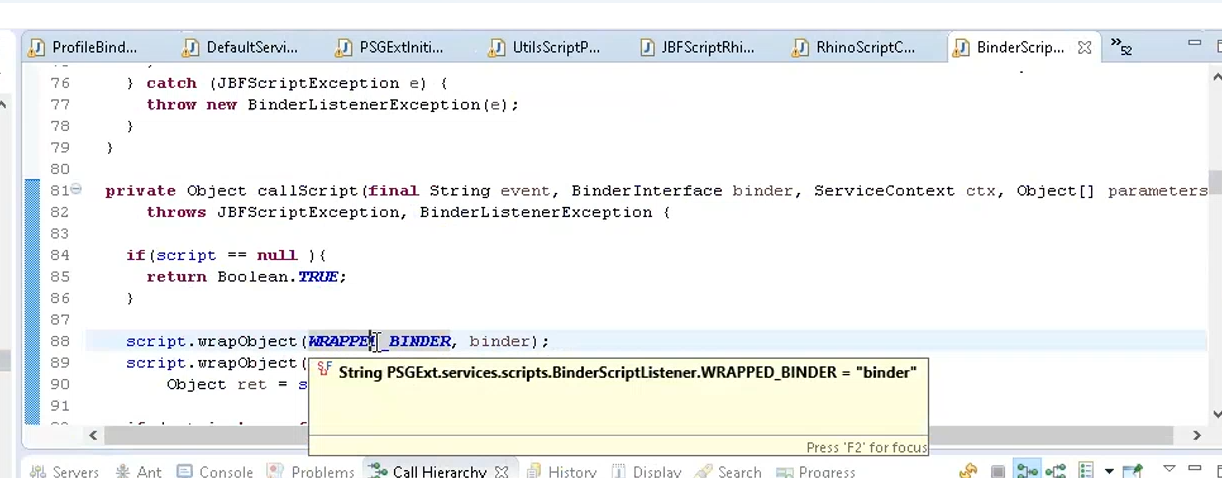 ProfileBind... DefaultServi... PSGExtIniti... UtilsScriptP... JBFScriptRhi... RhinoScriptC... BinderScrip... »52
76 } catch (JBFScriptException e) {
77 throw new BinderListenerException(e);
78 }
79 }
80
81 private Object callScript(final String event, BinderInterface binder, ServiceContext ctx, Object[] parameters
82 throws JBFScriptException, BinderListenerException {
83
84 if(script == null ){
85 return Boolean.TRUE;
86 }
87
88 script.wrapObject(WRAPPED_BINDER, binder);
89 script.wrapObject(
String PSGExt.services.scripts.BinderScriptListener.WRAPPED_BINDER = "binder"
90 Object ret = s
91
Press 'F2' for focus
Servers Ant Console Problems Call Hierarchy History Display Search Progress